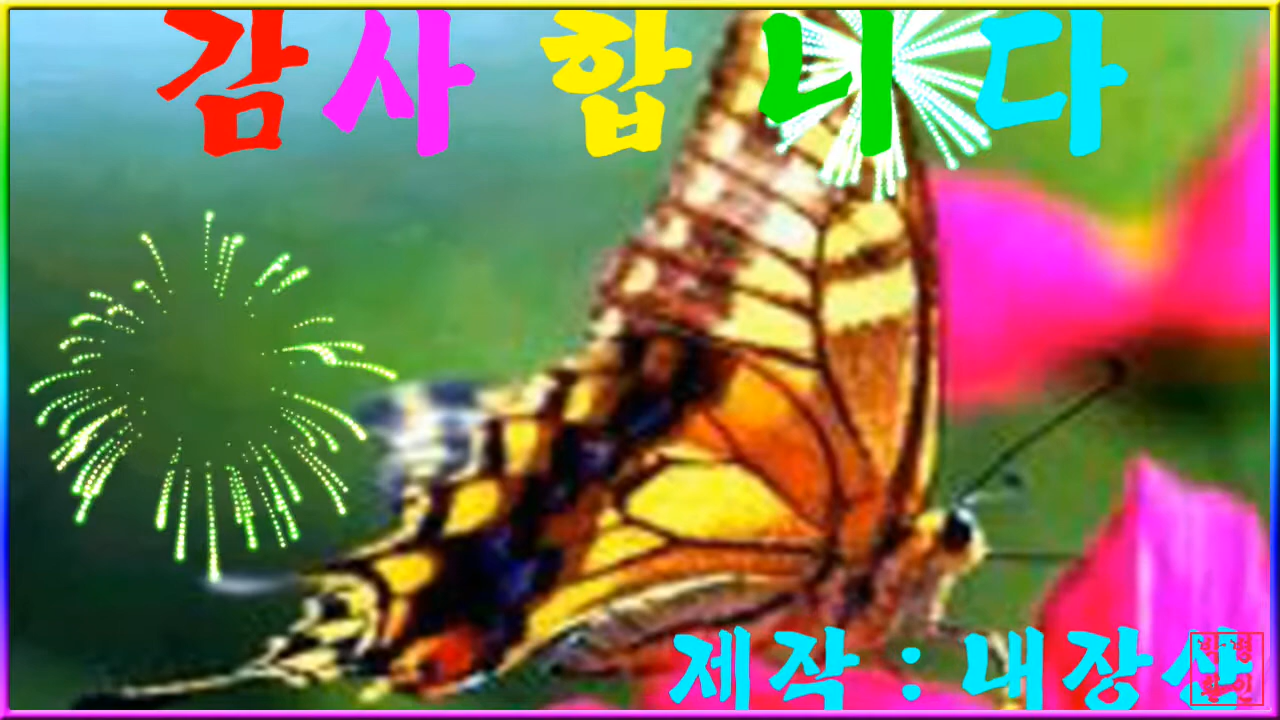 감사 합 니 다
제작 : 내장산